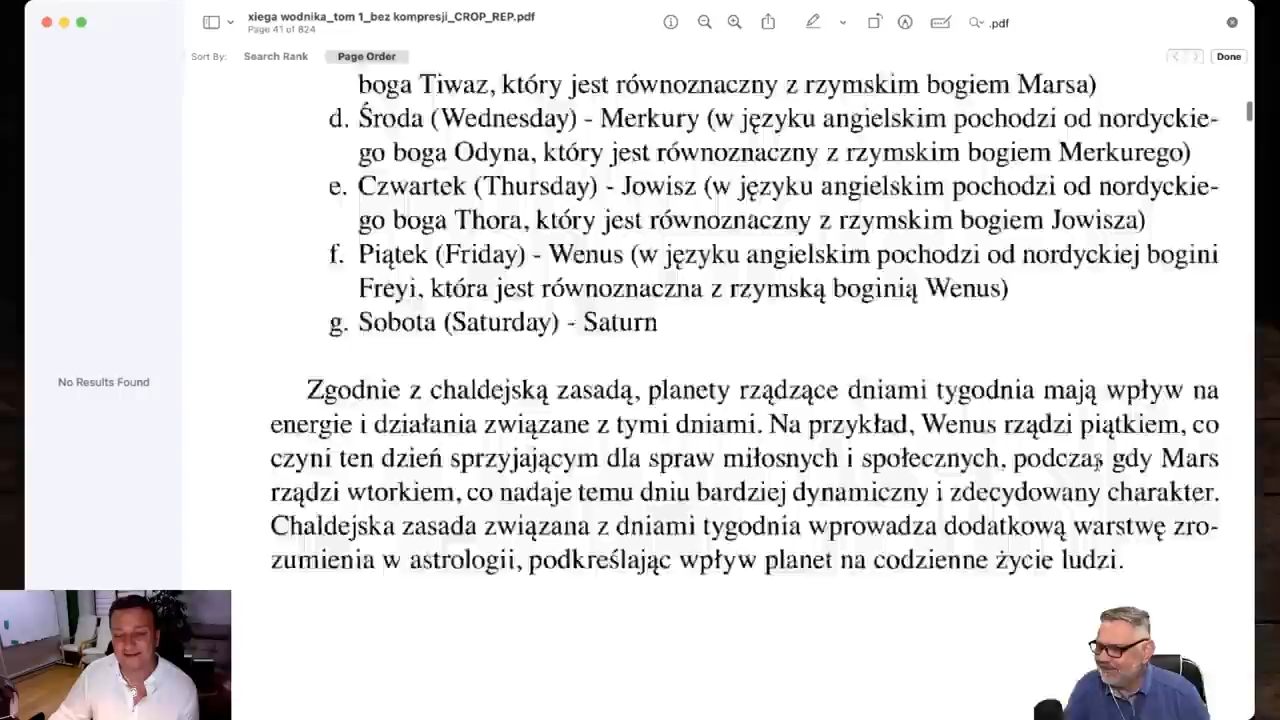 xiega wodnika_tom 1_bez kompresji_CROP_REP.pdf
Page 41 of 824
.pdf
Sort By: Search Rank Page Order
Done
boga Tiwaz, który jest równoznaczny z rzymskim bogiem Marsa)
d. Środa (Wednesday) - Merkury (w języku angielskim pochodzi od nordyckie-
go boga Odyna, który jest równoznaczny z rzymskim bogiem Merkurego)
e. Czwartek (Thursday) - Jowisz (w języku angielskim pochodzi od nordyckie-
go boga Thora, który jest równoznaczny z rzymskim bogiem Jowisza)
f. Piątek (Friday) - Wenus (w języku angielskim pochodzi od nordyckiej bogini
Freyi, która jest równoznaczna z rzymską boginią Wenus)
g. Sobota (Saturday) - Saturn
No Results Found
Zgodnie z chaldejską zasadą, planety rządzące dniami tygodnia mają wpływ na
energie i działania związane z tymi dniami. Na przykład, Wenus rządzi piątkiem, co
czyni ten dzień sprzyjającym dla spraw miłosnych i społecznych, podczas gdy Mars
rządzi wtorkiem, co nadaje temu dniu bardziej dynamiczny i zdecydowany charakter.
Chaldejska zasada związana z dniami tygodnia wprowadza dodatkową warstwę zro-
zumienia w astrologii, podkreślając wpływ planet na codzienne życie ludzi.